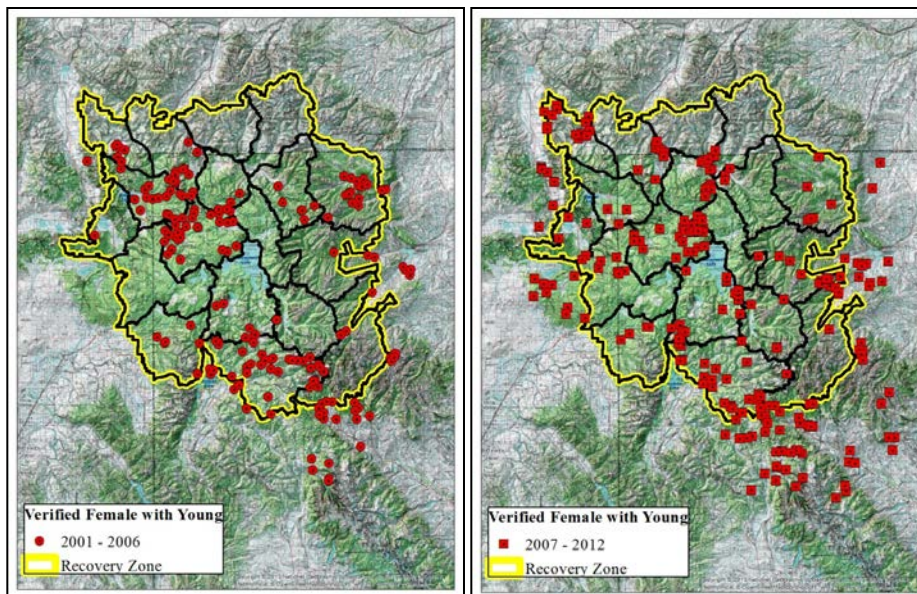 Verified Female with Young
2001 - 2006
Recovery Zone
Verified Female with Young
2007 - 2012
Recovery Zone